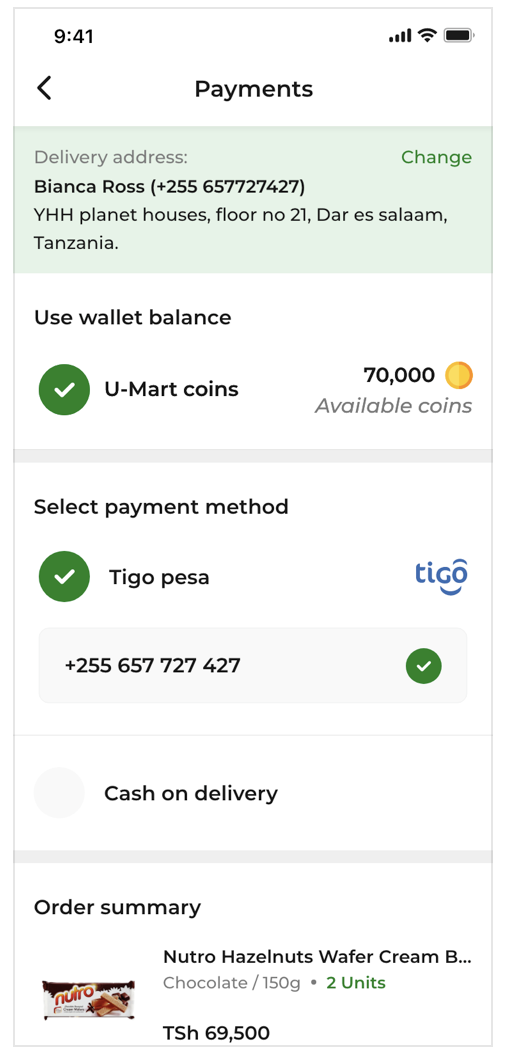 9:41
Payments
Delivery address:
Change
Bianca Ross (+255 657727427)
YHH planet houses, floor no 21, Dar es salaam,
Tanzania.
Use wallet balance
U-Mart coins
70,000
Available coins
Select payment method
Tigo pesa
tigo
+255 657 727 427
Cash on delivery
Order summary
Nutro Hazelnuts Wafer Cream B...
nutro
Chocolate / 150g • 2 Units
TSh 69,500